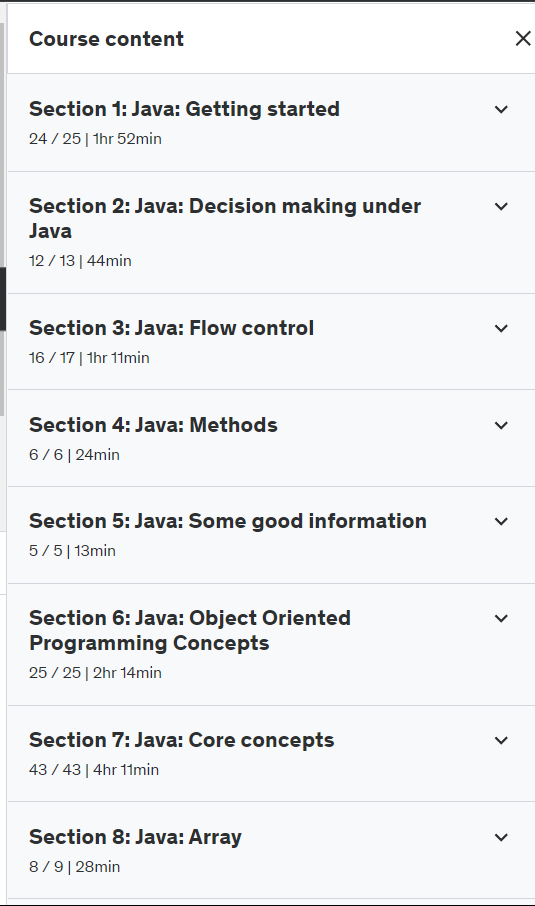 Course content
Section 1: Java: Getting started
24 / 25 | 1hr 52min
Section 2: Java: Decision making under
Java
12 / 13 | 44min
Section 3: Java: Flow control
16 / 17 | 1hr 11min
Section 4: Java: Methods
6 / 6 | 24min
Section 5: Java: Some good information
5 / 5 | 13min
Section 6: Java: Object Oriented
Programming Concepts
25 / 25 | 2hr 14min
Section 7: Java: Core concepts
43 / 43 | 4hr 11min
Section 8: Java: Array
8 / 9 | 28min